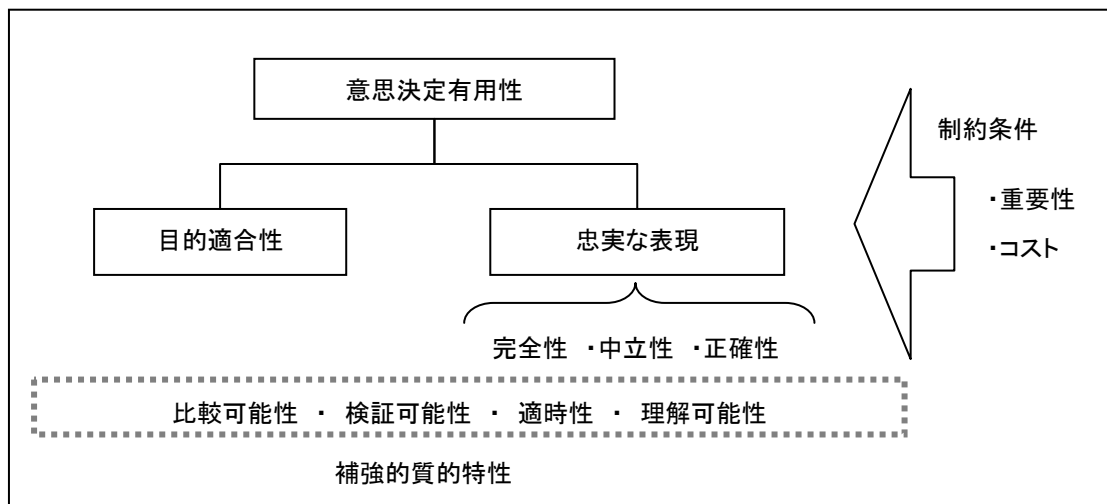 意思決定有用性
制約条件
・重要性
・コスト
目的適合性
忠実な表現
完全性 ・中立性 ・正確性
比較可能性 ・ 検証可能性 ・ 適時性 ・ 理解可能性
補強的質的特性